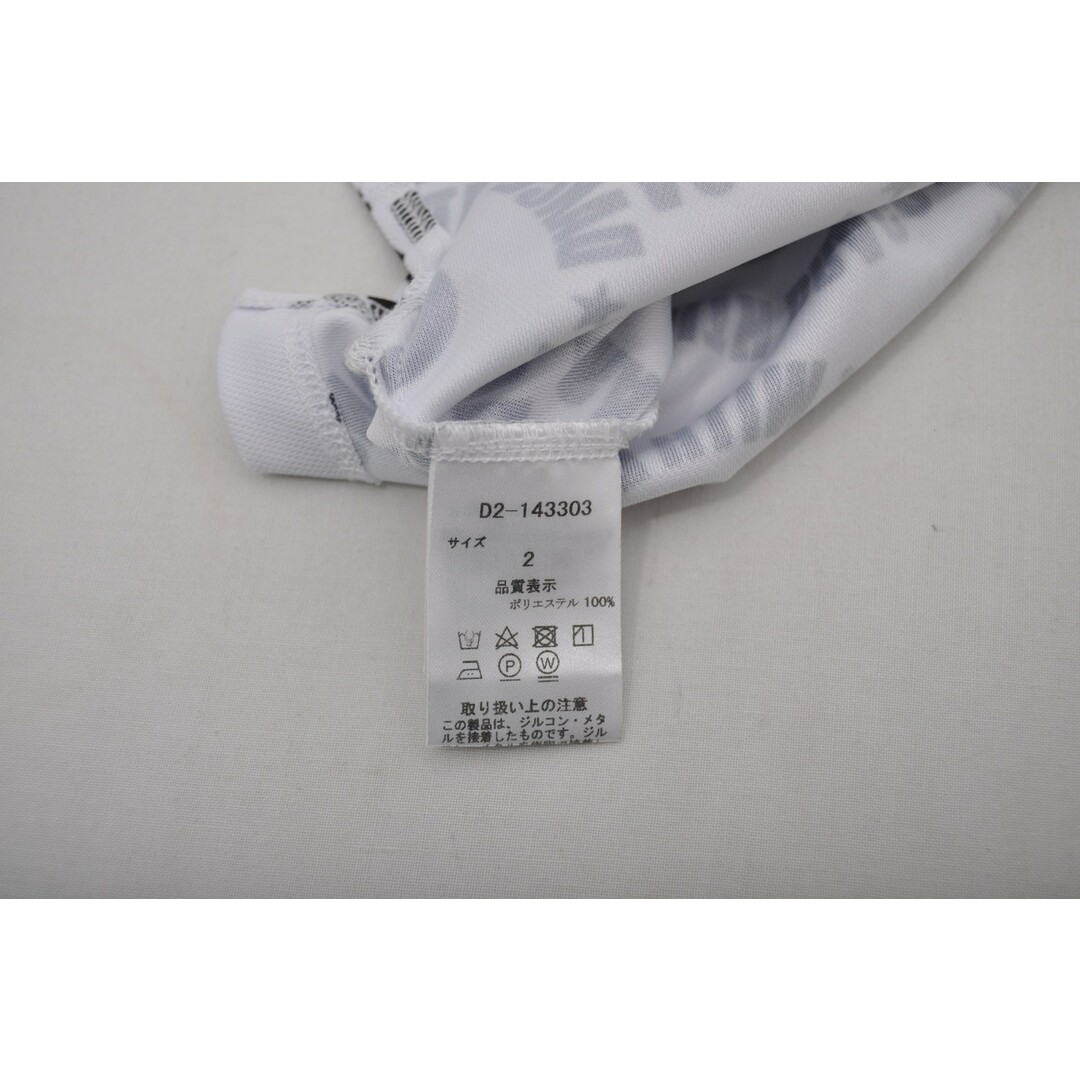 D2-143303
サイズ
2
品質表示
ポリエステル 100%
P
W
取り扱い上の注意
この製品は、ジルコン・メタ
ルを接着したものです。ジル